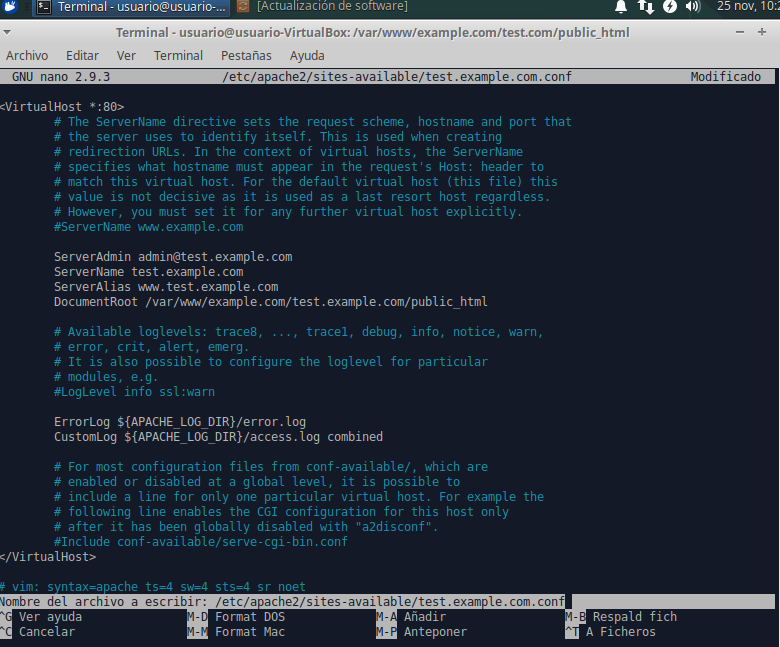 Terminal - usuario@usuario-... [Actualización de software] 25 nov, 10:2
Terminal - usuario@usuario-VirtualBox: /var/www/example.com/test.com/public_html
Archivo Editar Ver Terminal Pestañas Ayuda
GNU nano 2.9.3 /etc/apache2/sites-available/test.example.com.conf Modificado
<VirtualHost *:80>
# The ServerName directive sets the request scheme, hostname and port that
# the server uses to identify itself. This is used when creating
# redirection URLs. In the context of virtual hosts, the ServerName
# specifies what hostname must appear in the request's Host: header to
# match this virtual host. For the default virtual host (this file) this
# value is not decisive as it is used as a last resort host regardless.
# However, you must set it for any further virtual host explicitly.
#ServerName www.example.com
ServerAdmin admin@test.example.com
ServerName test.example.com
ServerAlias www.test.example.com
DocumentRoot /var/www/example.com/test.example.com/public_html
# Available loglevels: trace8, ..., trace1, debug, info, notice, warn,
# error, crit, alert, emerg.
# It is also possible to configure the loglevel for particular
# modules, e.g.
#LogLevel info ssl:warn
ErrorLog ${APACHE_LOG_DIR}/error.log
CustomLog ${APACHE_LOG_DIR}/access.log combined
# For most configuration files from conf-available/, which are
# enabled or disabled at a global level, it is possible to
# include a line for only one particular virtual host. For example the
# following line enables the CGI configuration for this host only
# after it has been globally disabled with "a2disconf".
#Include conf-available/serve-cgi-bin.conf
</VirtualHost>
# vim: syntax=apache ts=4 sw=4 sts=4 sr noet
Nombre del archivo a escribir: /etc/apache2/sites-available/test.example.com.conf
^G Ver ayuda M-D Format DOS M-A Añadir M-B Respald fich
^C Cancelar M-M Format Mac M-P Anteponer ^T A Ficheros